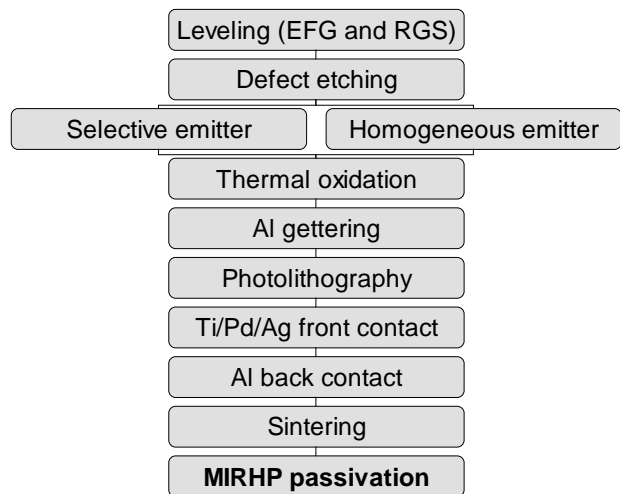 Leveling (EFG and RGS)
Defect etching
Selective emitter
Homogeneous emitter
Thermal oxidation
Al gettering
Photolithography
Ti/Pd/Ag front contact
Al back contact
Sintering
MIRHP passivation